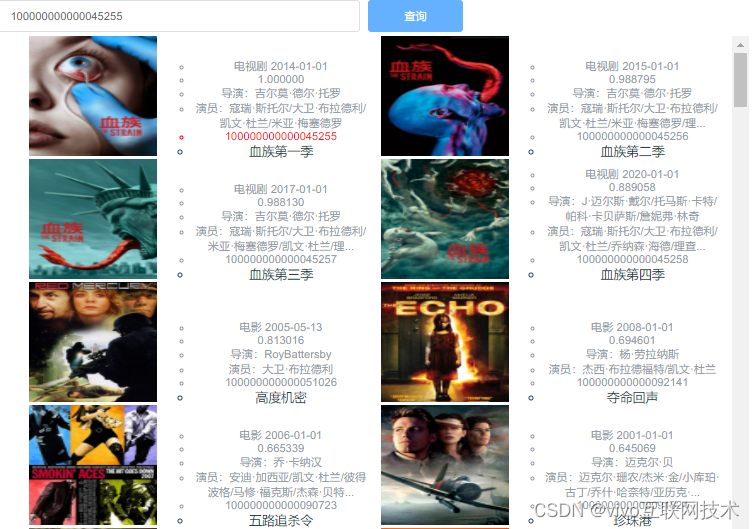 100000000000045255
查询
血族
THE STRAIN
电视剧 2014-01-01
1.000000
导演：吉尔莫·德尔·托罗
演员：寇瑞·斯托尔/大卫·布拉德利/
凯文·杜兰/米亚·梅塞德罗
100000000000045255
血族第一季
血族
THE STRAIN
电视剧 2015-01-01
0.988795
导演：吉尔莫·德尔·托罗
演员：寇瑞·斯托尔/大卫·布拉德利/
凯文·杜兰/米亚·梅塞德罗/理...
100000000000045256
血族第二季
血族
THE STRAIN
电视剧 2017-01-01
0.988130
导演：吉尔莫·德尔·托罗
演员：寇瑞·斯托尔/大卫·布拉德利/
米亚·梅塞德罗/凯文·杜兰/理...
100000000000045257
血族第三季
血族
THE STRAIN
电视剧 2020-01-01
0.889058
导演：J·迈尔斯·戴尔/托马斯·卡特/
帕科·卡贝萨斯/詹妮弗·林奇
演员：寇瑞·斯托尔/大卫·布拉德利/
凯文·杜兰/乔纳森·海德/理查...
100000000000045258
血族第四季
RED MERCURY
电影 2005-05-13
0.813016
导演：RoyBattersby
演员：大卫·布拉德利
100000000000051026
高度机密
THE ECHO
电影 2008-01-01
0.694601
导演：杨·劳拉纳斯
演员：杰西·布拉德福特/凯文·杜兰
100000000000092141
夺命回声
SMOKIN' ACES
电影 2006-01-01
0.665339
导演：乔·卡纳汉
演员：安迪·加西亚/凯文·杜兰/彼得
波格/马修·福克斯/杰森·贝特...
100000000000090723
五路追杀令
电影 2001-01-01
0.645069
导演：迈克尔·贝
演员：迈克尔·珊农/杰米·金/小库珀·
古丁/乔什·哈奈特/亚历克·...
珍珠港
CSDN @vivo互联网技术